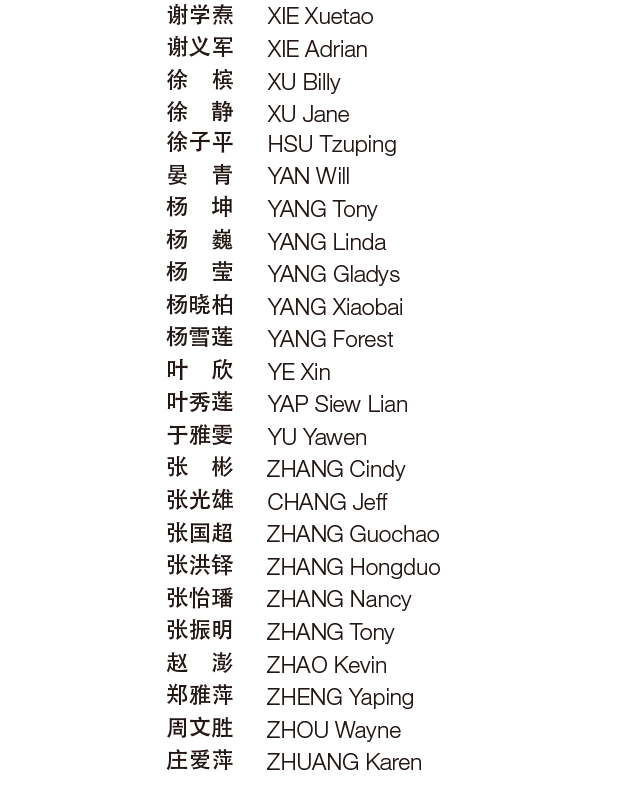 谢学焘 XIE Xuetao
谢义军 XIE Adrian
徐 槟 XU Billy
徐 静 XU Jane
徐子平 HSU Tzuping
晏 青 YAN Will
杨 坤 YANG Tony
杨 巍 YANG Linda
杨 莹 YANG Gladys
杨晓柏 YANG Xiaobai
杨雪莲 YANG Forest
叶 欣 YE Xin
叶秀莲 YAP Siew Lian
于雅雯 YU Yawen
张 彬 ZHANG Cindy
张光雄 CHANG Jeff
张国超 ZHANG Guochao
张洪铎 ZHANG Hongduo
张怡璠 ZHANG Nancy
张振明 ZHANG Tony
赵 澎 ZHAO Kevin
郑雅萍 ZHENG Yaping
周文胜 ZHOU Wayne
庄爱萍 ZHUANG Karen